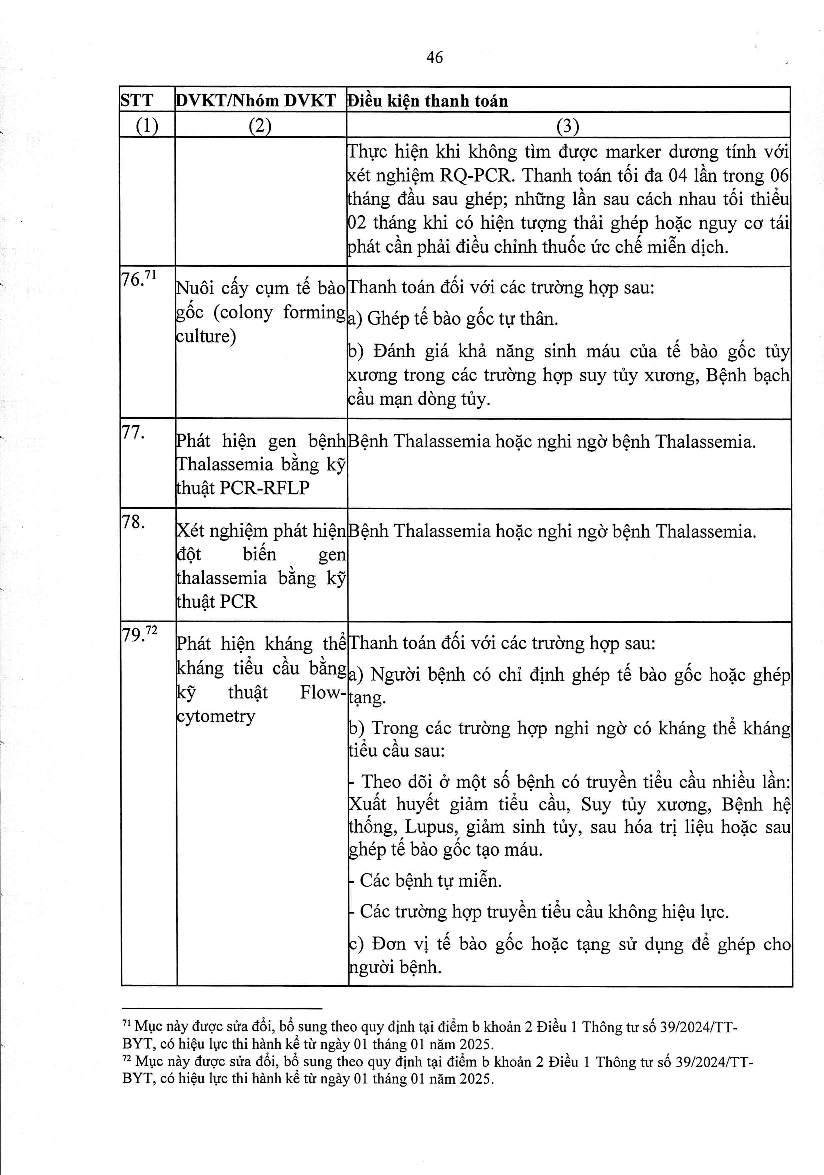 46
STT DVKT/Nhóm DVKT Điều kiện thanh toán
(1) (2) (3)
Thực hiện khi không tìm được marker dương tính với
xét nghiệm RQ-PCR. Thanh toán tối đa 04 lần trong 06
tháng đầu sau ghép; những lần sau cách nhau tối thiểu
02 tháng khi có hiện tượng thải ghép hoặc nguy cơ tái
phát cần phải điều chỉnh thuốc ức chế miễn dịch.
76.71
Nuôi cấy cụm tế bào
gốc (colony forming
culture)
Thanh toán đối với các trường hợp sau:
a) Ghép tế bào gốc tự thân.
b) Đánh giá khả năng sinh máu của tế bào gốc tủy
xương trong các trường hợp suy tủy xương, Bệnh bạch
cầu mạn dòng tủy.
77.
Phát hiện gen bệnh
Thalassemia bằng kỹ
thuật PCR-RFLP
Bệnh Thalassemia hoặc nghi ngờ bệnh Thalassemia.
78.
Xét nghiệm phát hiện
đột biến gen
thalassemia bằng kỹ
thuật PCR
Bệnh Thalassemia hoặc nghi ngờ bệnh Thalassemia.
79.72
Phát hiện kháng thể
kháng tiểu cầu bằng
kỹ thuật Flow-
cytometry
Thanh toán đối với các trường hợp sau:
a) Người bệnh có chỉ định ghép tế bào gốc hoặc ghép
tạng.
b) Trong các trường hợp nghi ngờ có kháng thể kháng
tiểu cầu sau:
- Theo dõi ở một số bệnh có truyền tiểu cầu nhiều lần:
Xuất huyết giảm tiểu cầu, Suy tủy xương, Bệnh hệ
thống, Lupus, giảm sinh tủy, sau hóa trị liệu hoặc sau
ghép tế bào gốc tạo máu.
- Các bệnh tự miễn.
- Các trường hợp truyền tiểu cầu không hiệu lực.
c) Đơn vị tế bào gốc hoặc tạng sử dụng để ghép cho
người bệnh.
71 Mục này được sửa đổi, bổ sung theo quy định tại điểm b khoản 2 Điều 1 Thông tư số 39/2024/TT-
BYT, có hiệu lực thi hành kể từ ngày 01 tháng 01 năm 2025.
72 Mục này được sửa đổi, bổ sung theo quy định tại điểm b khoản 2 Điều 1 Thông tư số 39/2024/TT-
BYT, có hiệu lực thi hành kể từ ngày 01 tháng 01 năm 2025.